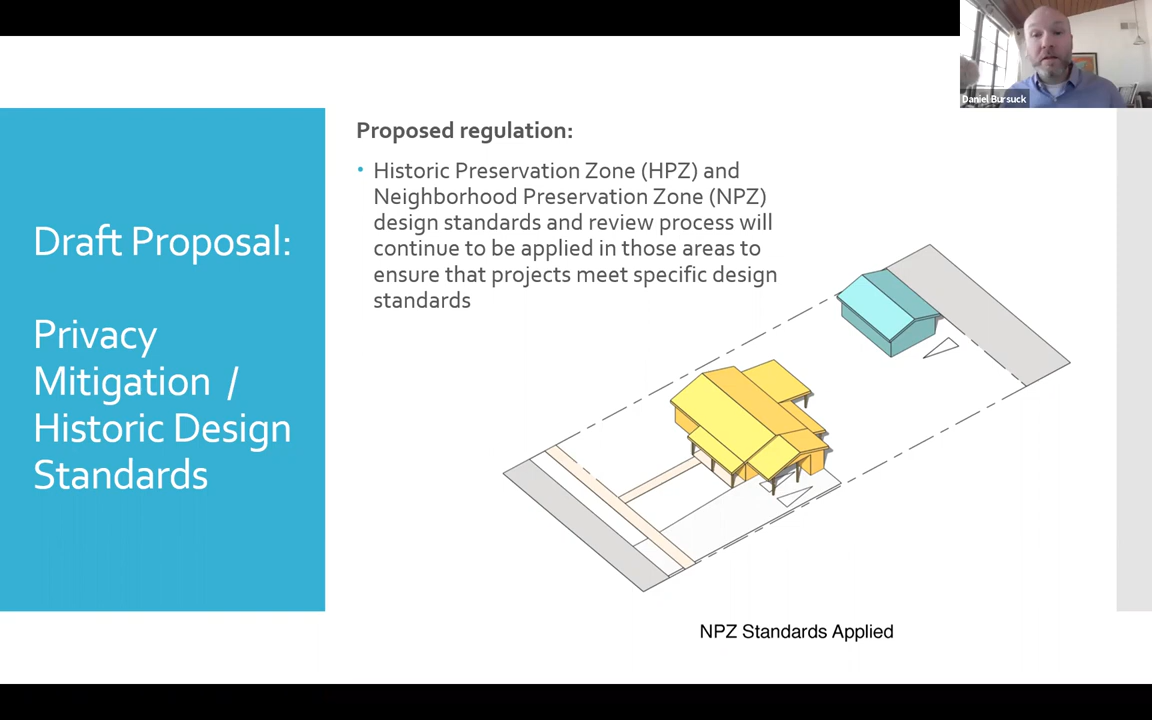 Daniel Bursuck
Draft Proposal:
Privacy
Mitigation /
Historic Design
Standards
Proposed regulation:
• Historic Preservation Zone (HPZ) and
Neighborhood Preservation Zone (NPZ)
design standards and review process will
continue to be applied in those areas to
ensure that projects meet specific design
standards
NPZ Standards Applied